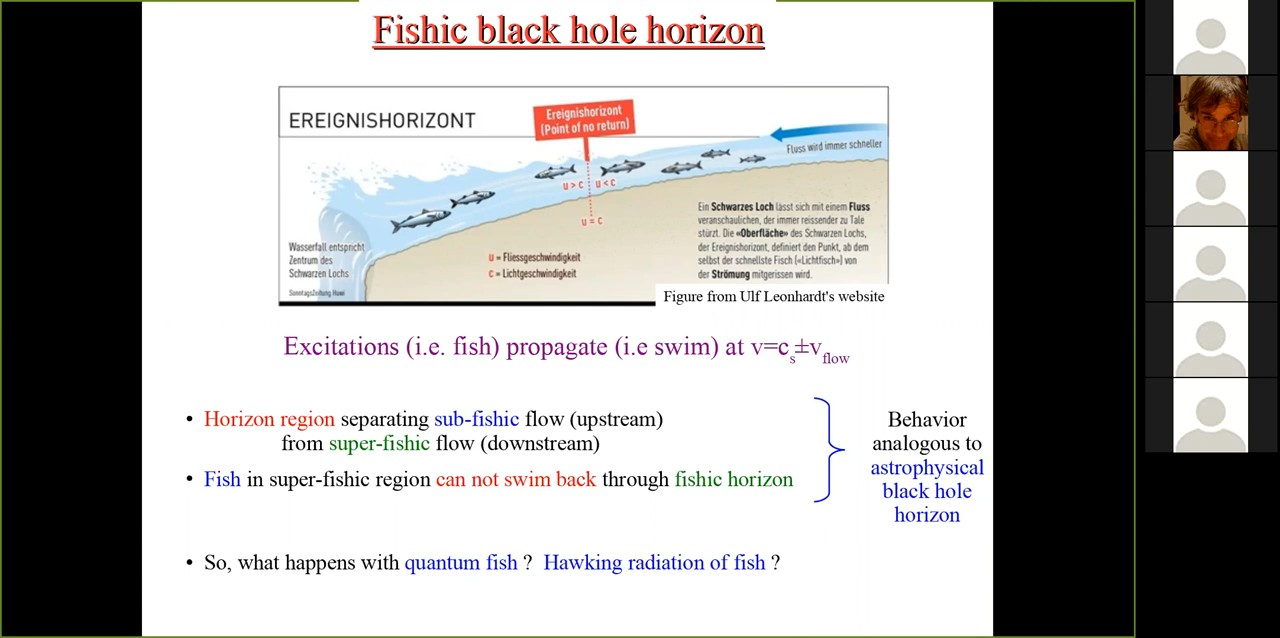 Fishic black hole horizon
EREIGNISHORIZONT
Ereignishorizont
(Point of no return)
Fluss wird immer schneller
u > c u < c
u = c
Ein Schwarzes Loch lässt sich mit einem Fluss
veranschaulichen, der immer reissender zu Tale
stürzt. Die «Oberfläche» des Schwarzen Lochs,
der Ereignishorizont, definiert den Punkt, ab dem
selbst der schnellste Fisch («Lichtfisch») von
der Strömung mitgerissen wird.
Wasserfall entspricht
Zentrum des
Schwarzen Lochs
u = Fliessgeschwindigkeit
c = Lichtgeschwindigkeit
SonntagsZeitung Huwi
Figure from Ulf Leonhardt's website
Excitations (i.e. fish) propagate (i.e swim) at v=cs±vflow
• Horizon region separating sub-fishic flow (upstream)
from super-fishic flow (downstream)
• Fish in super-fishic region can not swim back through fishic horizon
Behavior
analogous to
astrophysical
black hole
horizon
• So, what happens with quantum fish ? Hawking radiation of fish ?